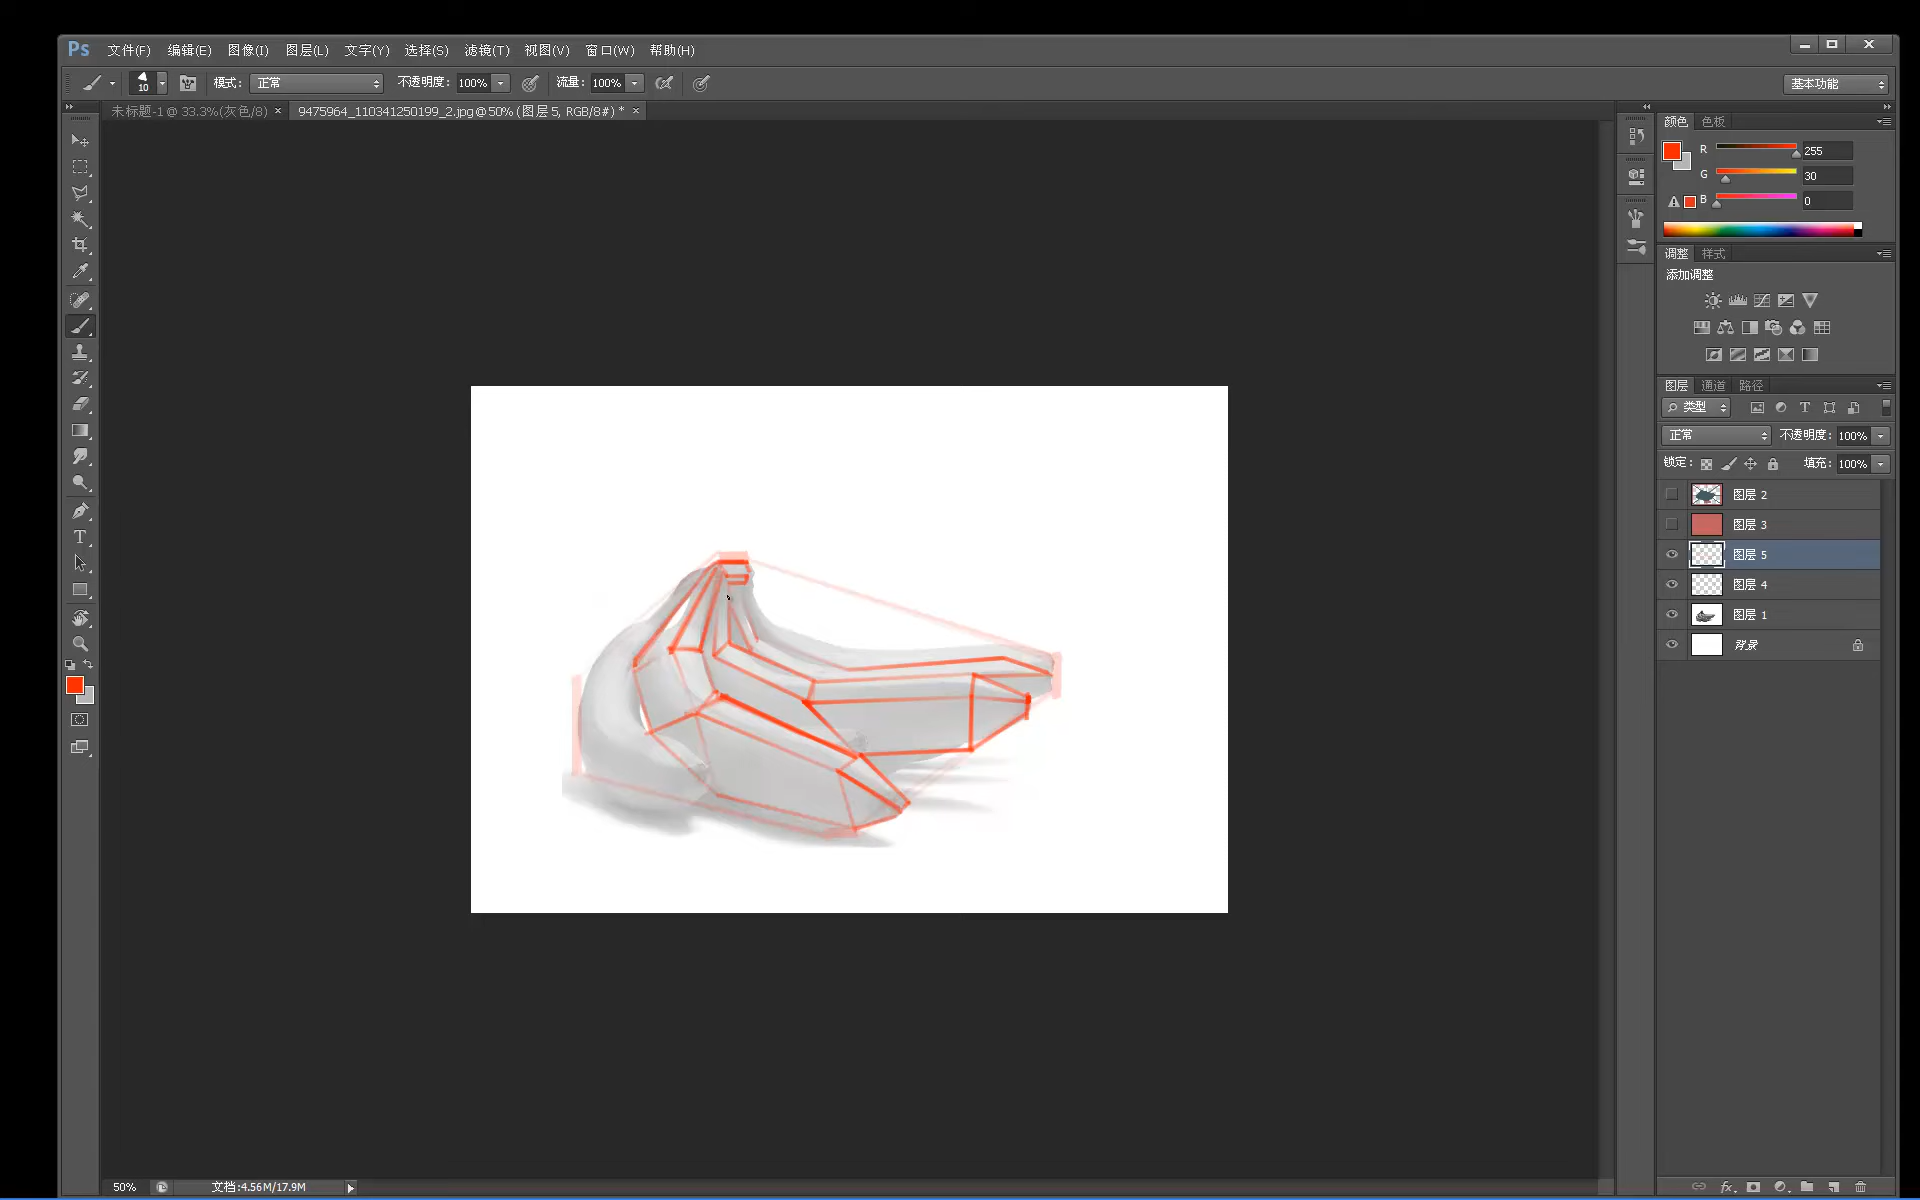 Ps 文件(F) 编辑(E) 图像(I) 图层(L) 文字(Y) 选择(S) 滤镜(T) 视图(V) 窗口(W) 帮助(H)
10 模式: 正常 不透明度: 100% 流量: 100% 基本功能
未标题-1 @ 33.3%(灰色/8) × 9475964_110341250199_2.jpg @ 50% (图层 5, RGB/8#) * ×
颜色 色板
R 255
G 30
B 0
调整 样式
添加调整
图层 通道 路径
类型
正常 不透明度: 100%
锁定: 填充: 100%
图层 2
图层 3
图层 5
图层 4
图层 1
背景
50% 文档:4.56M/17.9M